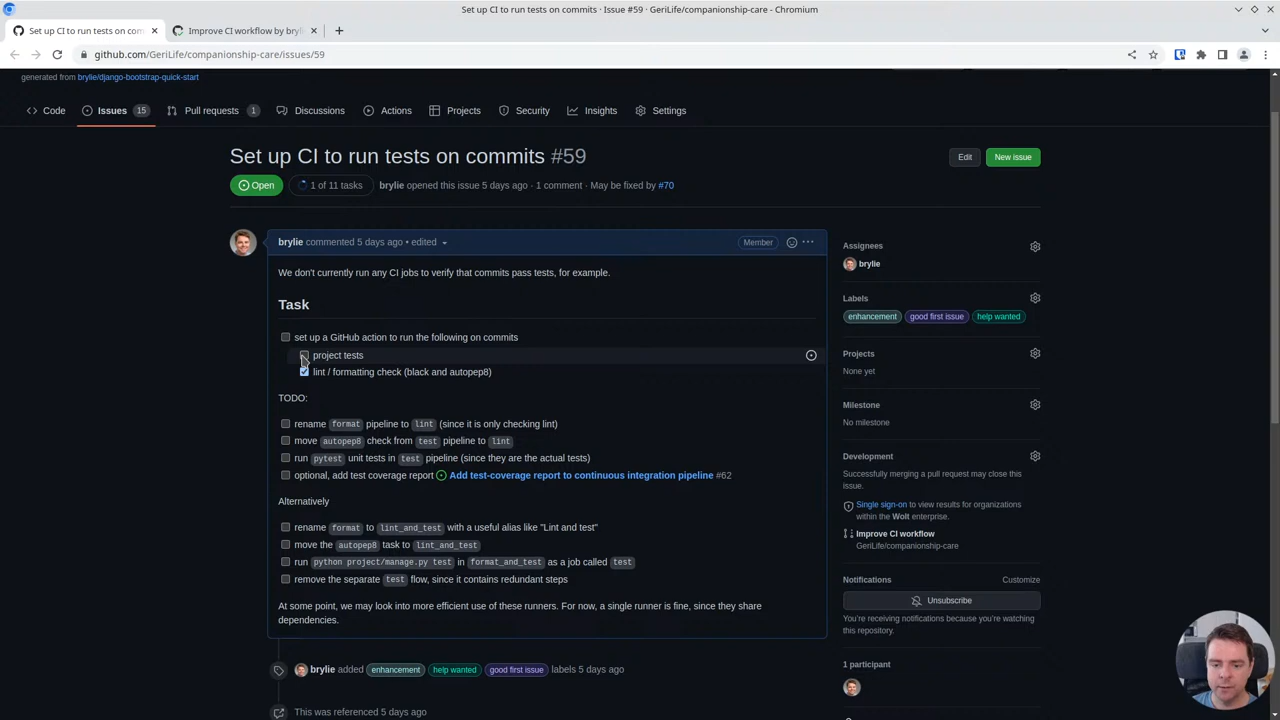 Set up CI to run tests on commits · Issue #59 · GeriLife/companionship-care - Chromium
Set up CI to run tests on com
Improve CI workflow by bryli
github.com/GeriLife/companionship-care/issues/59
generated from brylie/django-bootstrap-quick-start
Code
Issues 15
Pull requests 1
Discussions
Actions
Projects
Security
Insights
Settings
Set up CI to run tests on commits #59
Edit
New issue
Open
1 of 11 tasks
brylie opened this issue 5 days ago · 1 comment · May be fixed by #70
brylie commented 5 days ago • edited
Member
We don't currently run any CI jobs to verify that commits pass tests, for example.
Task
set up a GitHub action to run the following on commits
project tests
lint / formatting check (black and autopep8)
TODO:
rename format pipeline to lint (since it is only checking lint)
move autopep8 check from test pipeline to lint
run pytest unit tests in test pipeline (since they are the actual tests)
optional, add test coverage report Add test-coverage report to continuous integration pipeline #62
Alternatively
rename format to lint_and_test with a useful alias like "Lint and test"
move the autopep8 task to lint_and_test
run python project/manage.py test in format_and_test as a job called test
remove the separate test flow, since it contains redundant steps
At some point, we may look into more efficient use of these runners. For now, a single runner is fine, since they share
dependencies.
brylie added enhancement help wanted good first issue labels 5 days ago
This was referenced 5 days ago
Assignees
brylie
Labels
enhancement good first issue help wanted
Projects
None yet
Milestone
No milestone
Development
Successfully merging a pull request may close this
issue.
Single sign-on to view results for organizations
within the Wolt enterprise.
Improve CI workflow
GeriLife/companionship-care
Notifications
Customize
Unsubscribe
You're receiving notifications because you're watching
this repository.
1 participant